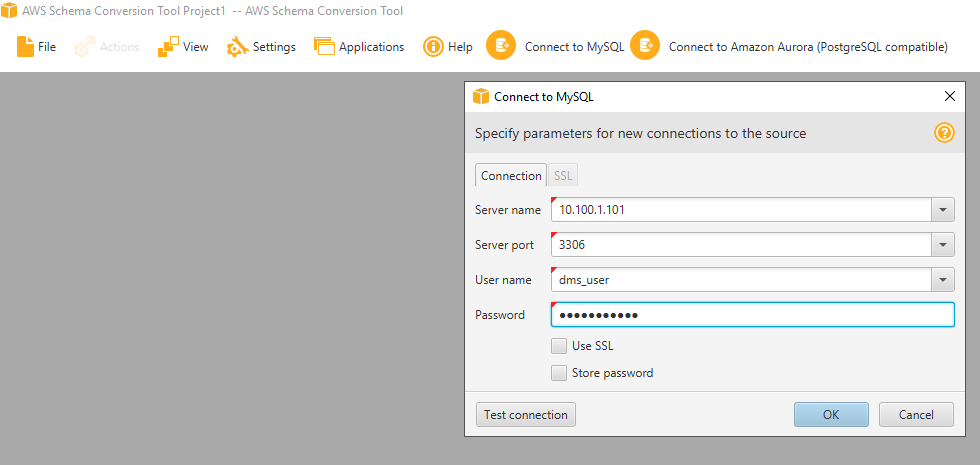 AWS Schema Conversion Tool Project1 -- AWS Schema Conversion Tool
File Actions View Settings Applications Help Connect to MySQL Connect to Amazon Aurora (PostgreSQL compatible)
Connect to MySQL
Specify parameters for new connections to the source
?
Connection SSL
Server name 10.100.1.101
Server port 3306
User name dms_user
Password ●●●●●●●●●●●
Use SSL
Store password
Test connection OK Cancel